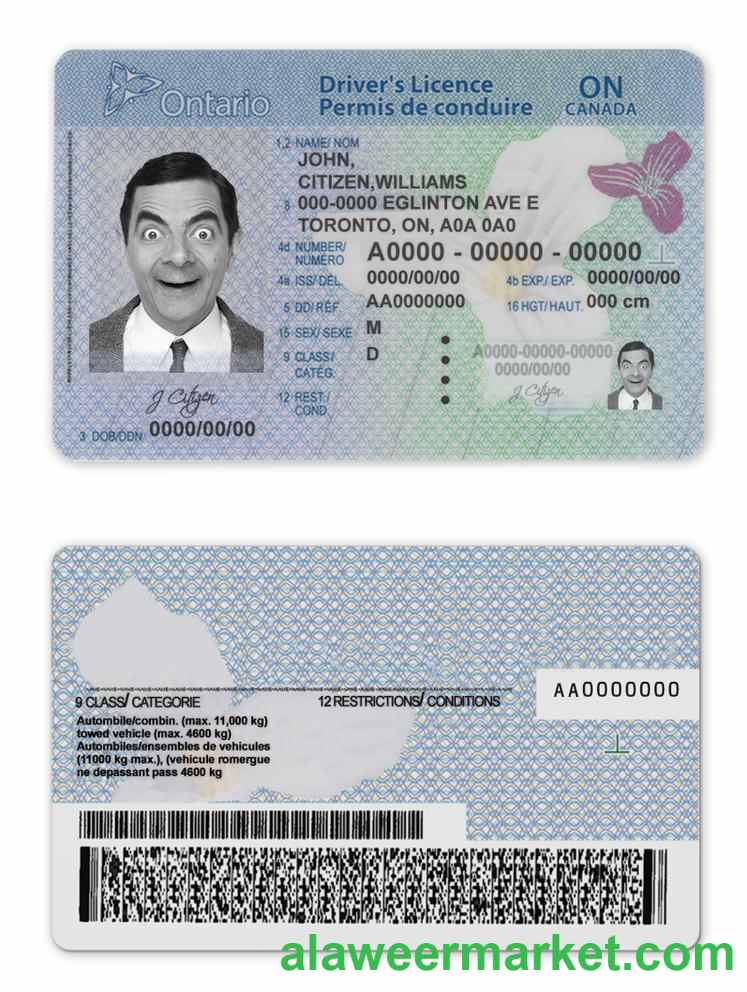 Ontario
Driver's Licence
Permis de conduire
ON
CANADA
1,2 NAME/ NOM
JOHN,
CITIZEN,WILLIAMS
8 000-0000 EGLINTON AVE E
TORONTO, ON, A0A 0A0
4d NUMBER/ NUMÉRO A0000 - 00000 - 00000
4a ISS/ DÉL. 0000/00/00 4b EXP./ EXP. 0000/00/00
5 DD/ RÉF AA0000000 16 HGT/ HAUT. 000 cm
15 SEX/ SEXE M
9 CLASS/ CATÉG. D
12 REST./ COND.
A0000-00000-00000
0000/00/00
J Citizen
J Citizen
3 DOB/DDN 0000/00/00
AA0000000
9 CLASS/ CATEGORIE 12 RESTRICTIONS/ CONDITIONS
Autombile/combin. (max. 11,000 kg)
towed vehicle (max. 4600 kg)
Autombiles/ensembles de vehicules
(11000 kg max.), (vehicule romergue
ne depassant pass 4600 kg
alaweermarket.com